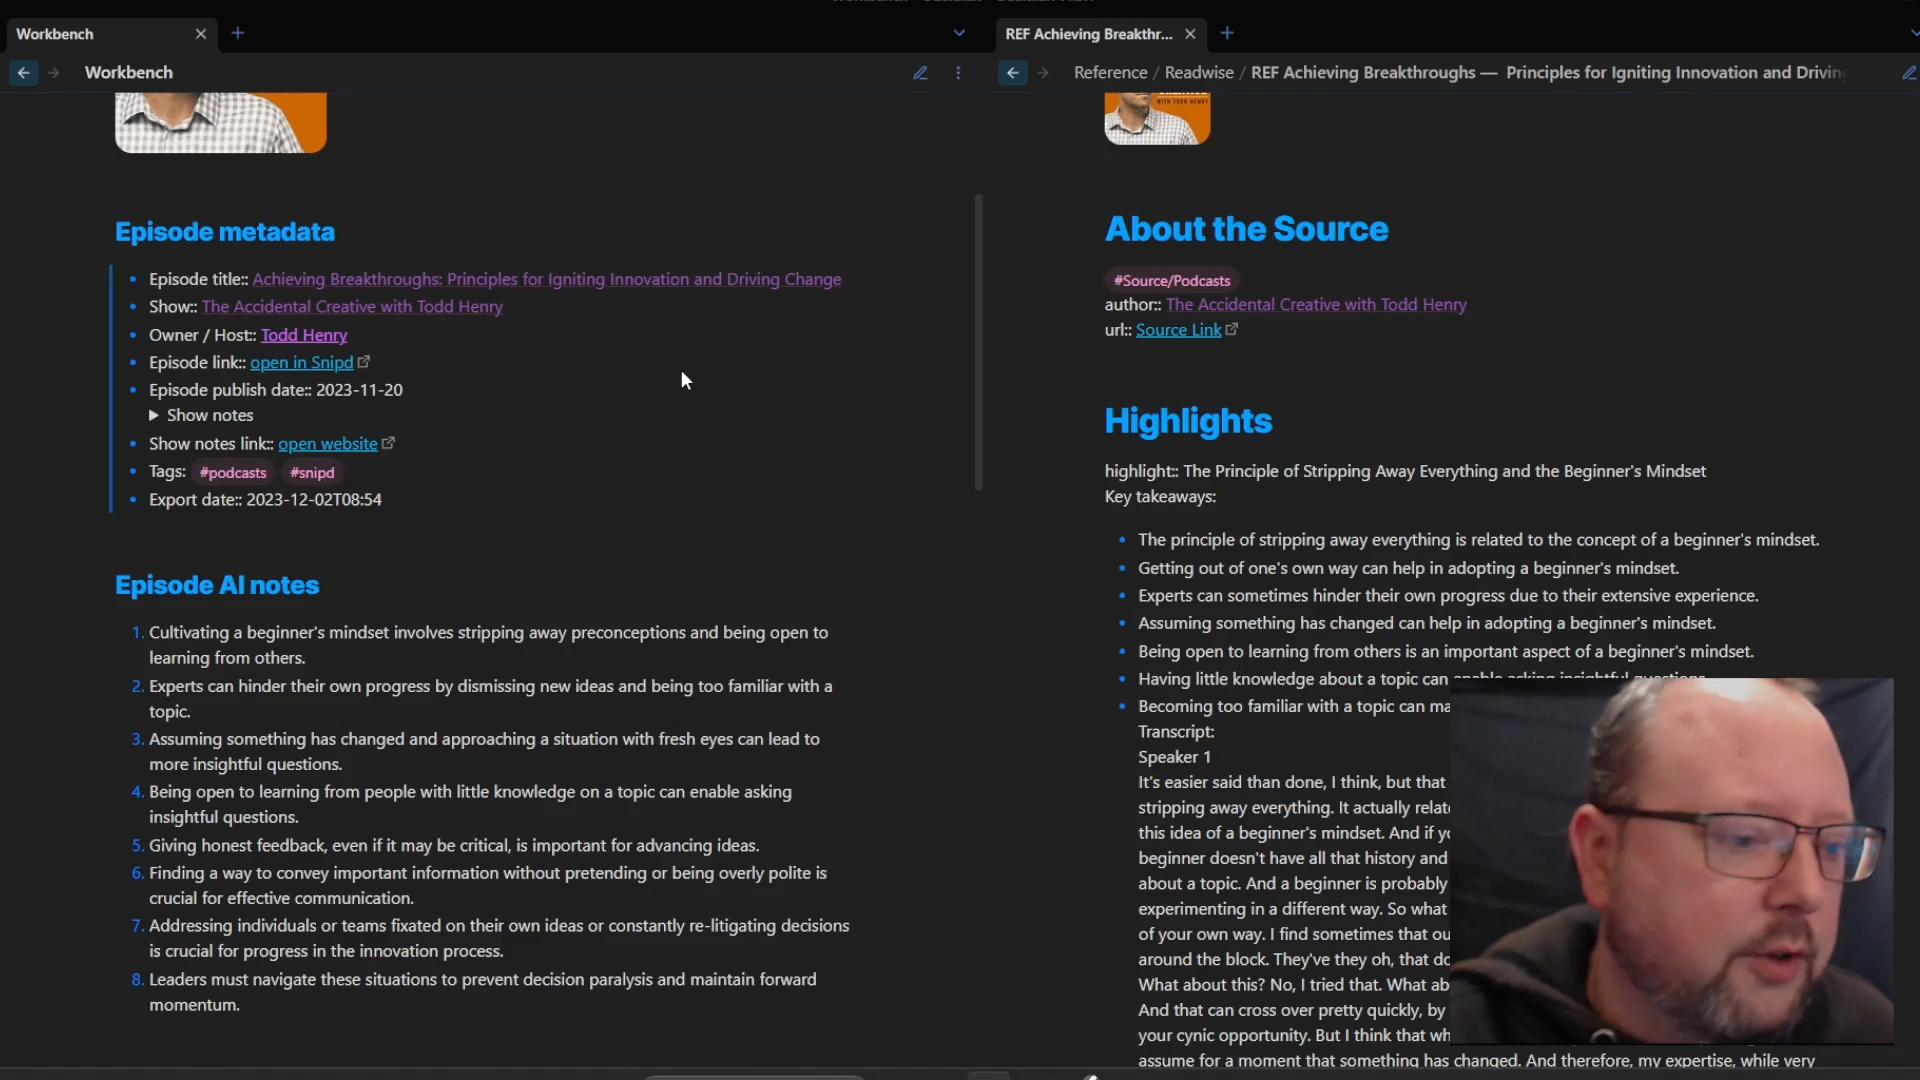 Workbench
REF Achieving Breakthr...
Workbench
Reference / Readwise / REF Achieving Breakthroughs — Principles for Igniting Innovation and Drivin
WITH TODD HENRY
Episode metadata
Episode title:: Achieving Breakthroughs: Principles for Igniting Innovation and Driving Change
Show:: The Accidental Creative with Todd Henry
Owner / Host:: Todd Henry
Episode link:: open in Snipd
Episode publish date:: 2023-11-20
Show notes
Show notes link:: open website
Tags: #podcasts #snipd
Export date:: 2023-12-02T08:54
Episode AI notes
1. Cultivating a beginner's mindset involves stripping away preconceptions and being open to
learning from others.
2. Experts can hinder their own progress by dismissing new ideas and being too familiar with a
topic.
3. Assuming something has changed and approaching a situation with fresh eyes can lead to
more insightful questions.
4. Being open to learning from people with little knowledge on a topic can enable asking
insightful questions.
5. Giving honest feedback, even if it may be critical, is important for advancing ideas.
6. Finding a way to convey important information without pretending or being overly polite is
crucial for effective communication.
7. Addressing individuals or teams fixated on their own ideas or constantly re-litigating decisions
is crucial for progress in the innovation process.
8. Leaders must navigate these situations to prevent decision paralysis and maintain forward
momentum.
About the Source
#Source/Podcasts
author:: The Accidental Creative with Todd Henry
url:: Source Link
Highlights
highlight:: The Principle of Stripping Away Everything and the Beginner's Mindset
Key takeaways:
The principle of stripping away everything is related to the concept of a beginner's mindset.
Getting out of one's own way can help in adopting a beginner's mindset.
Experts can sometimes hinder their own progress due to their extensive experience.
Assuming something has changed can help in adopting a beginner's mindset.
Being open to learning from others is an important aspect of a beginner's mindset.
Having little knowledge about a topic can enable asking insightful questions.
Becoming too familiar with a topic can ma
Transcript:
Speaker 1
It's easier said than done, I think, but that
stripping away everything. It actually relat
this idea of a beginner's mindset. And if yo
beginner doesn't have all that history and
about a topic. And a beginner is probably
experimenting in a different way. So what
of your own way. I find sometimes that ou
around the block. They've they oh, that do
What about this? No, I tried that. What ab
And that can cross over pretty quickly, by
your cynic opportunity. But I think that wh
assume for a moment that something has changed. And therefore, my expertise, while very